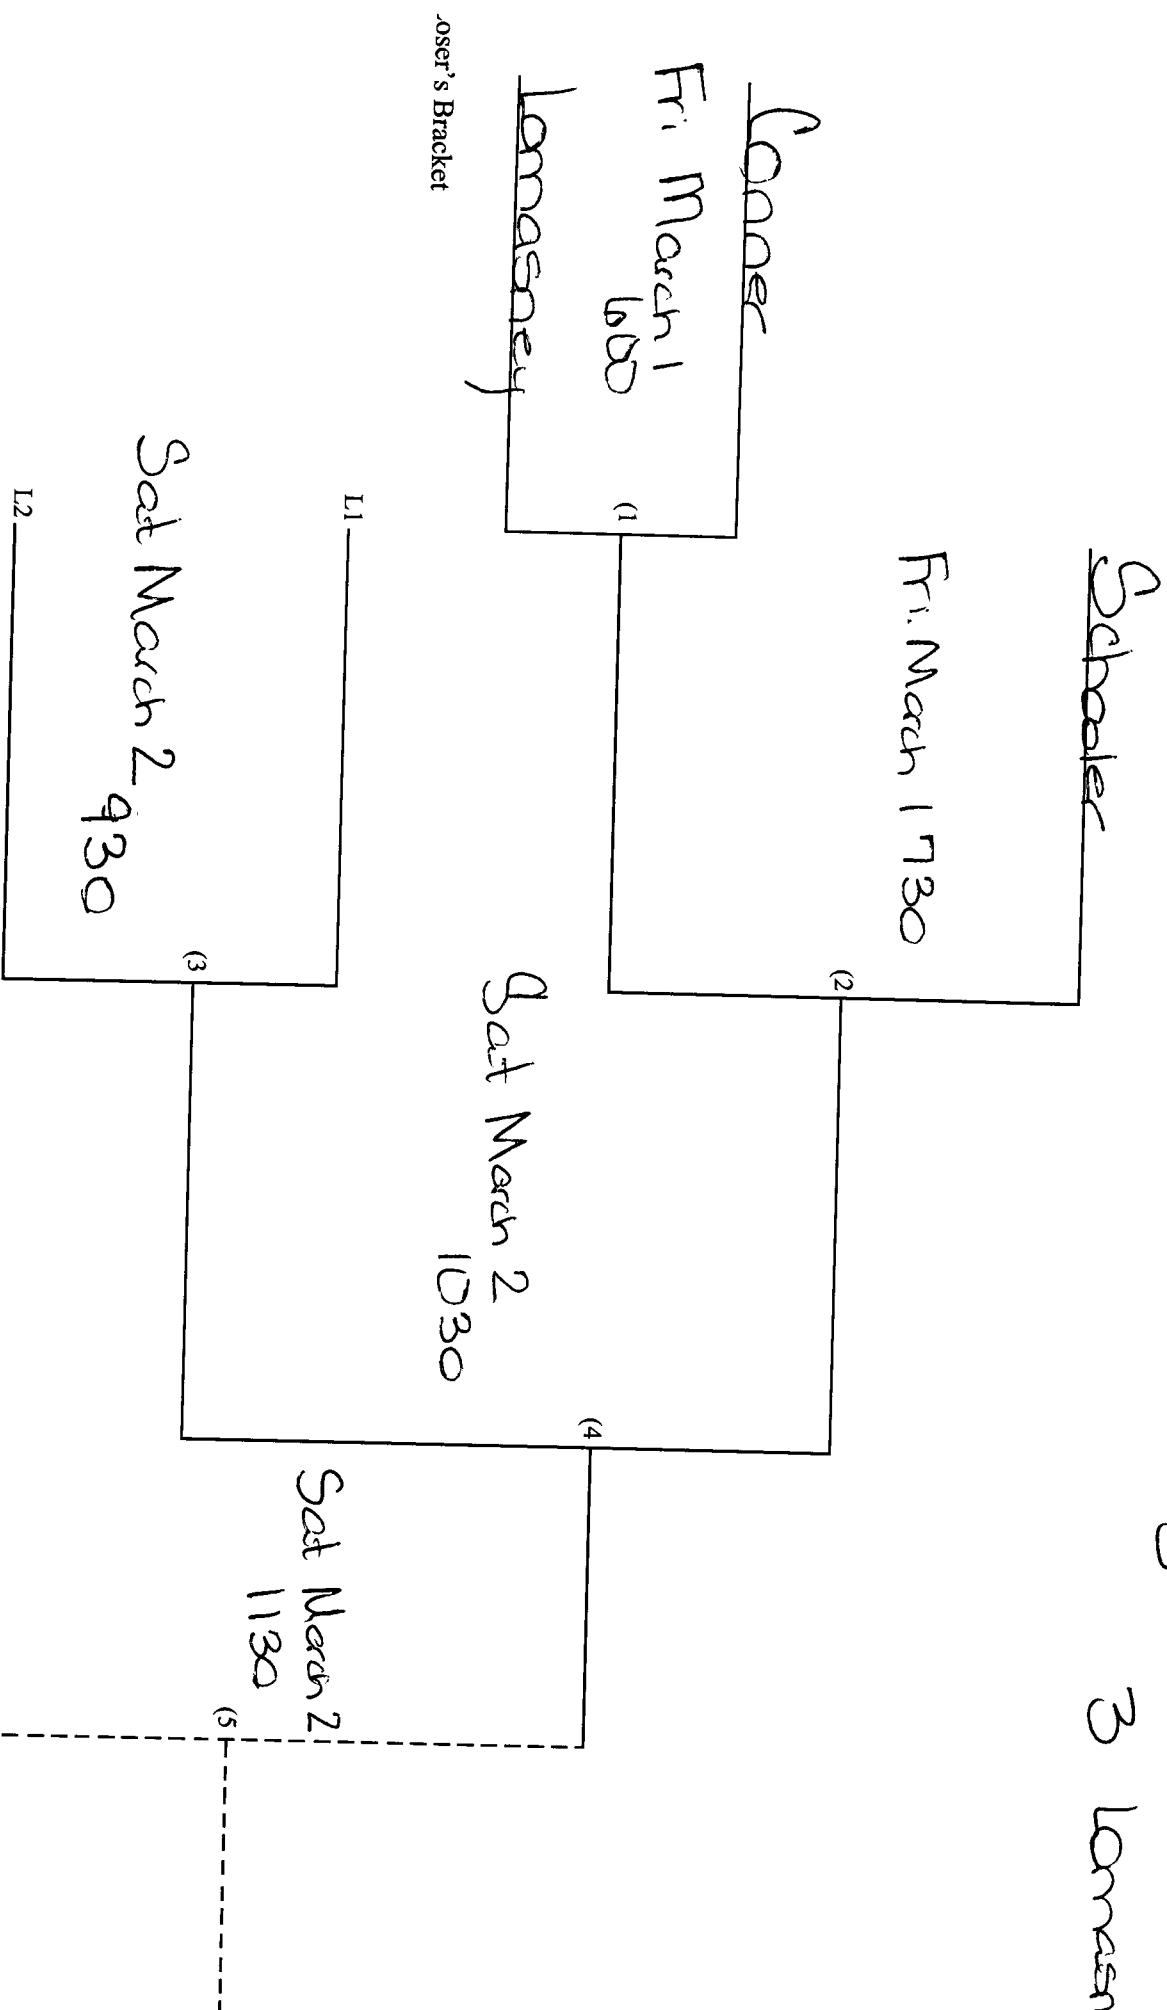 3 Lomasn
Schooler
Fri. March 1 730
(2
Conner
Fri March 1
600
(1
Lomasney
Sat March 2
1030
(4
.oser's Bracket
L1
Sat March 2
930
(3
L2
Sat March 2
1130
(5